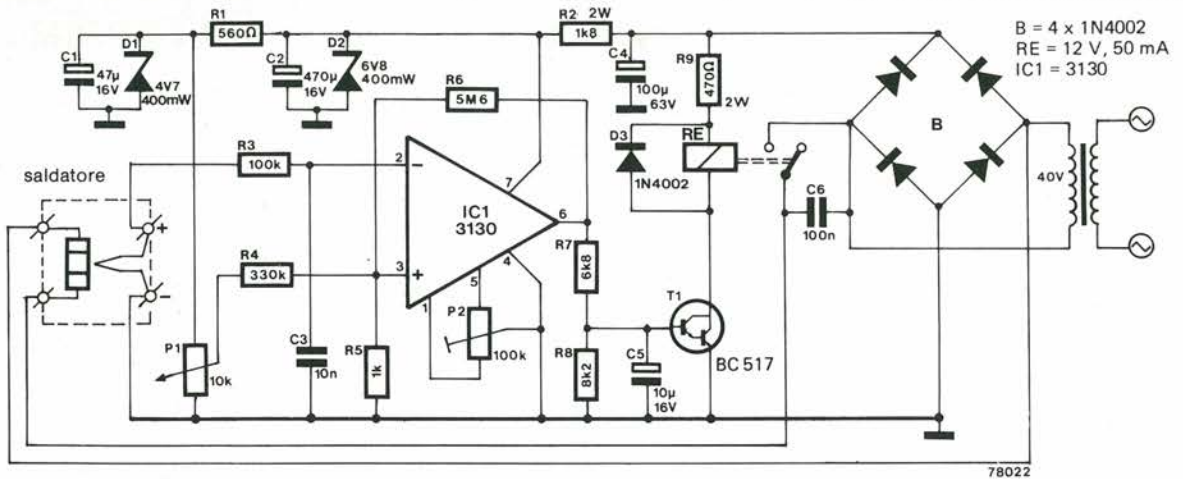 R1
560Ω
C1
47µ
16V
D1
4V7
400mW
C2
470µ
16V
D2
6V8
400mW
R2 2W
1k8
C4
100µ
63V
R9
470Ω
2W
B = 4 x 1N4002
RE = 12 V, 50 mA
IC1 = 3130
R6
5M6
D3
1N4002
RE
B
40V
C6
100n
saldatore
+
-
R3
100k
R4
330k
2
-
3
+
7
IC1
3130
6
4
5
1
P2
100k
R7
6k8
R8
8k2
T1
BC 517
C5
10µ
16V
P1
10k
C3
10n
R5
1k
78022